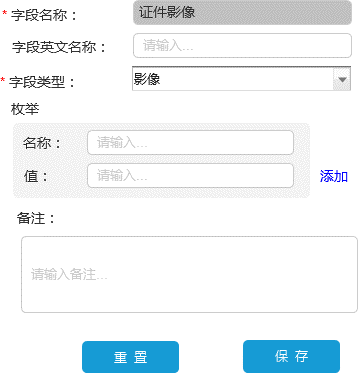 * 字段名称： 证件影像
字段英文名称： 请输入...
* 字段类型： 影像
枚举
名称： 请输入...
值： 请输入... 添加
备注：
请输入备注...
重 置 保 存